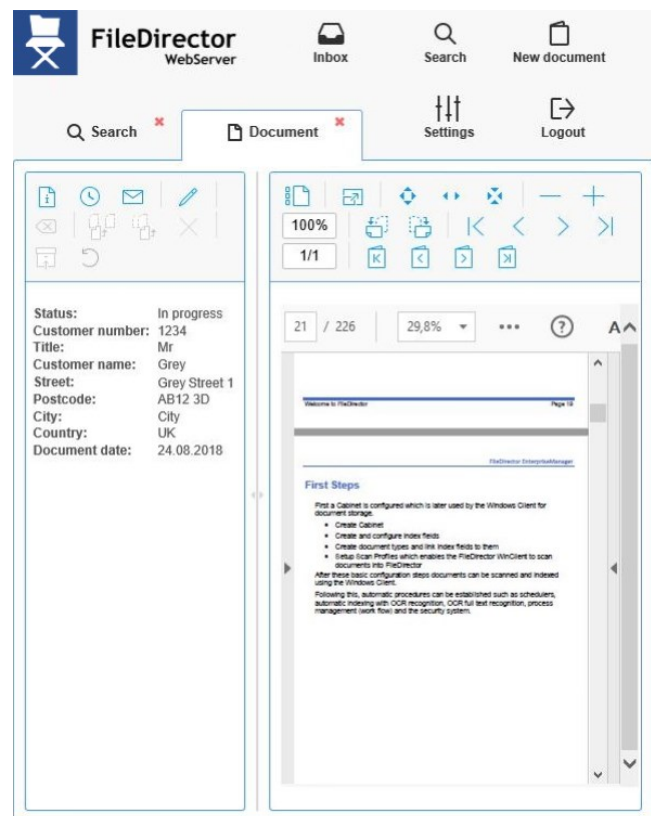 FileDirector
WebServer
Inbox
Search
New document
Search
Document
Settings
Logout
100%
1/1
Status: In progress
Customer number: 1234
Title: Mr
Customer name: Grey
Street: Grey Street 1
Postcode: AB12 3D
City: City
Country: UK
Document date: 24.08.2018
21 / 226
29,8%
A
Welcome to FileDirector Page 19
FileDirector EnterpriseManager
First Steps
First a Cabinet is configured which is later used by the Windows Client for
document storage.
• Create Cabinet
• Create and configure index fields
• Create document types and link index fields to them
• Setup Scan Profiles which enables the FileDirector WinClient to scan
documents into FileDirector
After these basic configuration steps documents can be scanned and indexed
using the Windows Client.
Following this, automatic procedures can be established such as schedulers,
automatic indexing with OCR recognition, OCR full text recognition, process
management (work flow) and the security system.